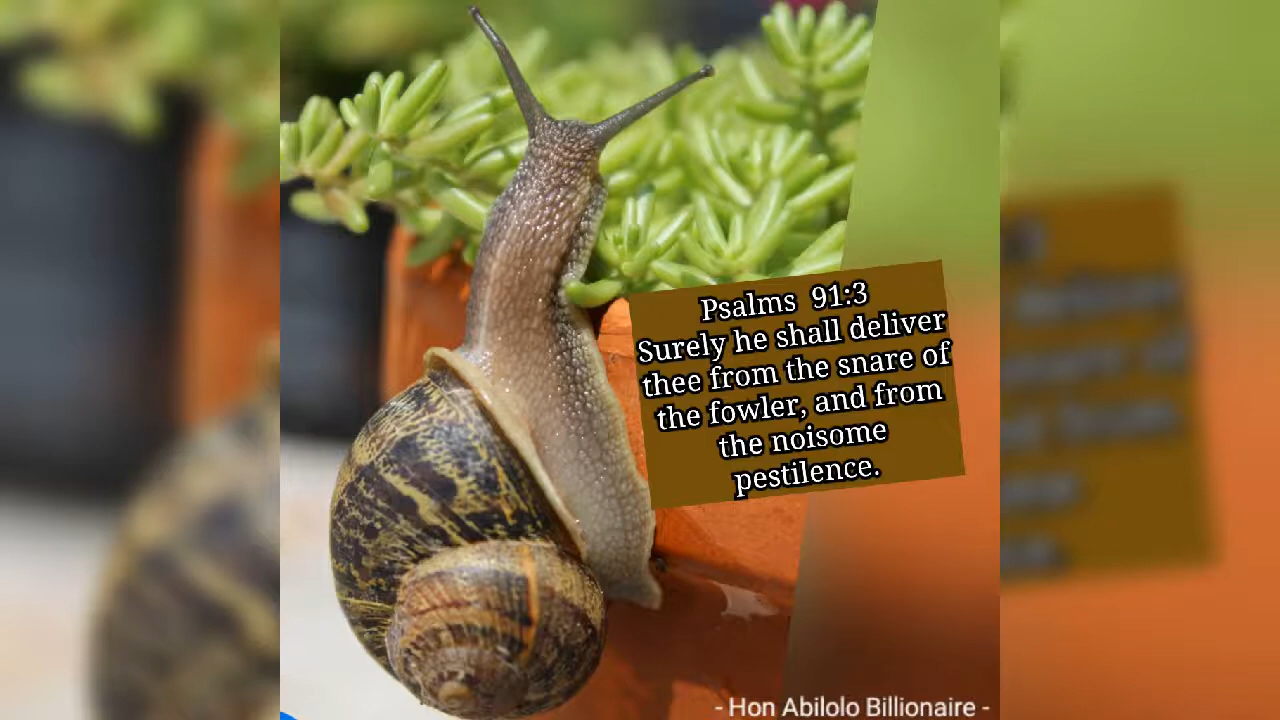 Psalms 91:3
Surely he shall deliver
thee from the snare of
the fowler, and from
the noisome
pestilence.
- Hon Abilolo Billionaire -